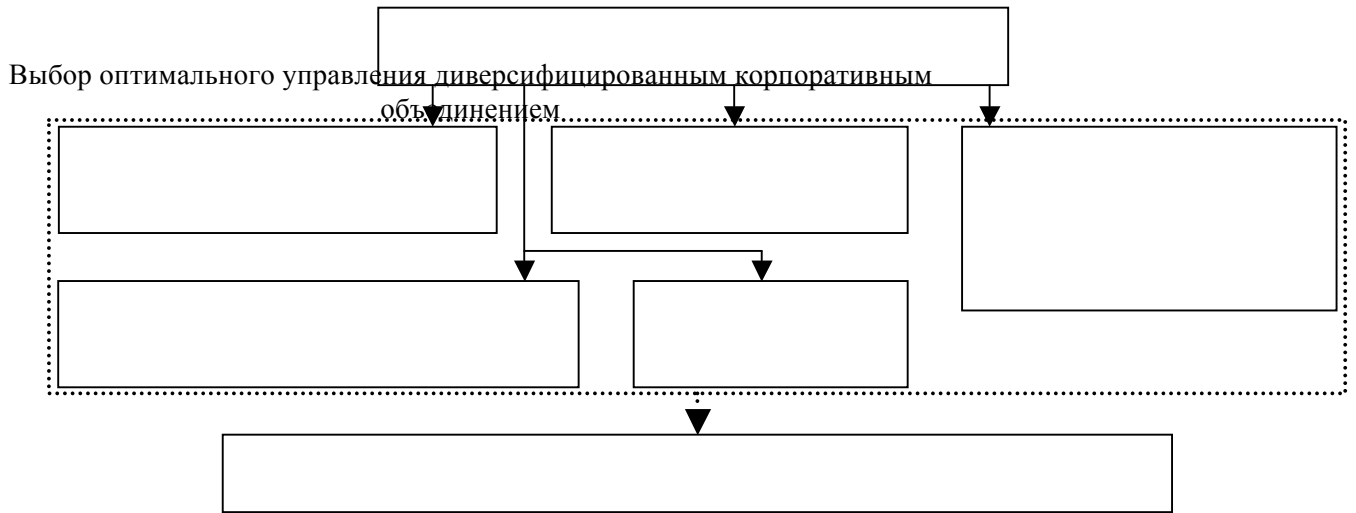 Выбор оптимального управления диверсифицированным корпоративным
объединением